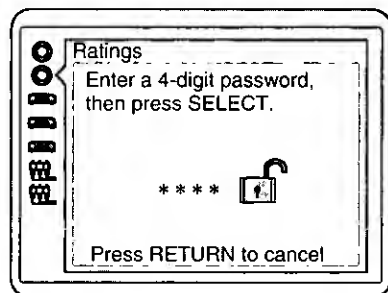 Ratings
Enter a 4-digit password,
then press SELECT.
* * * *
Press RETURN to cancel